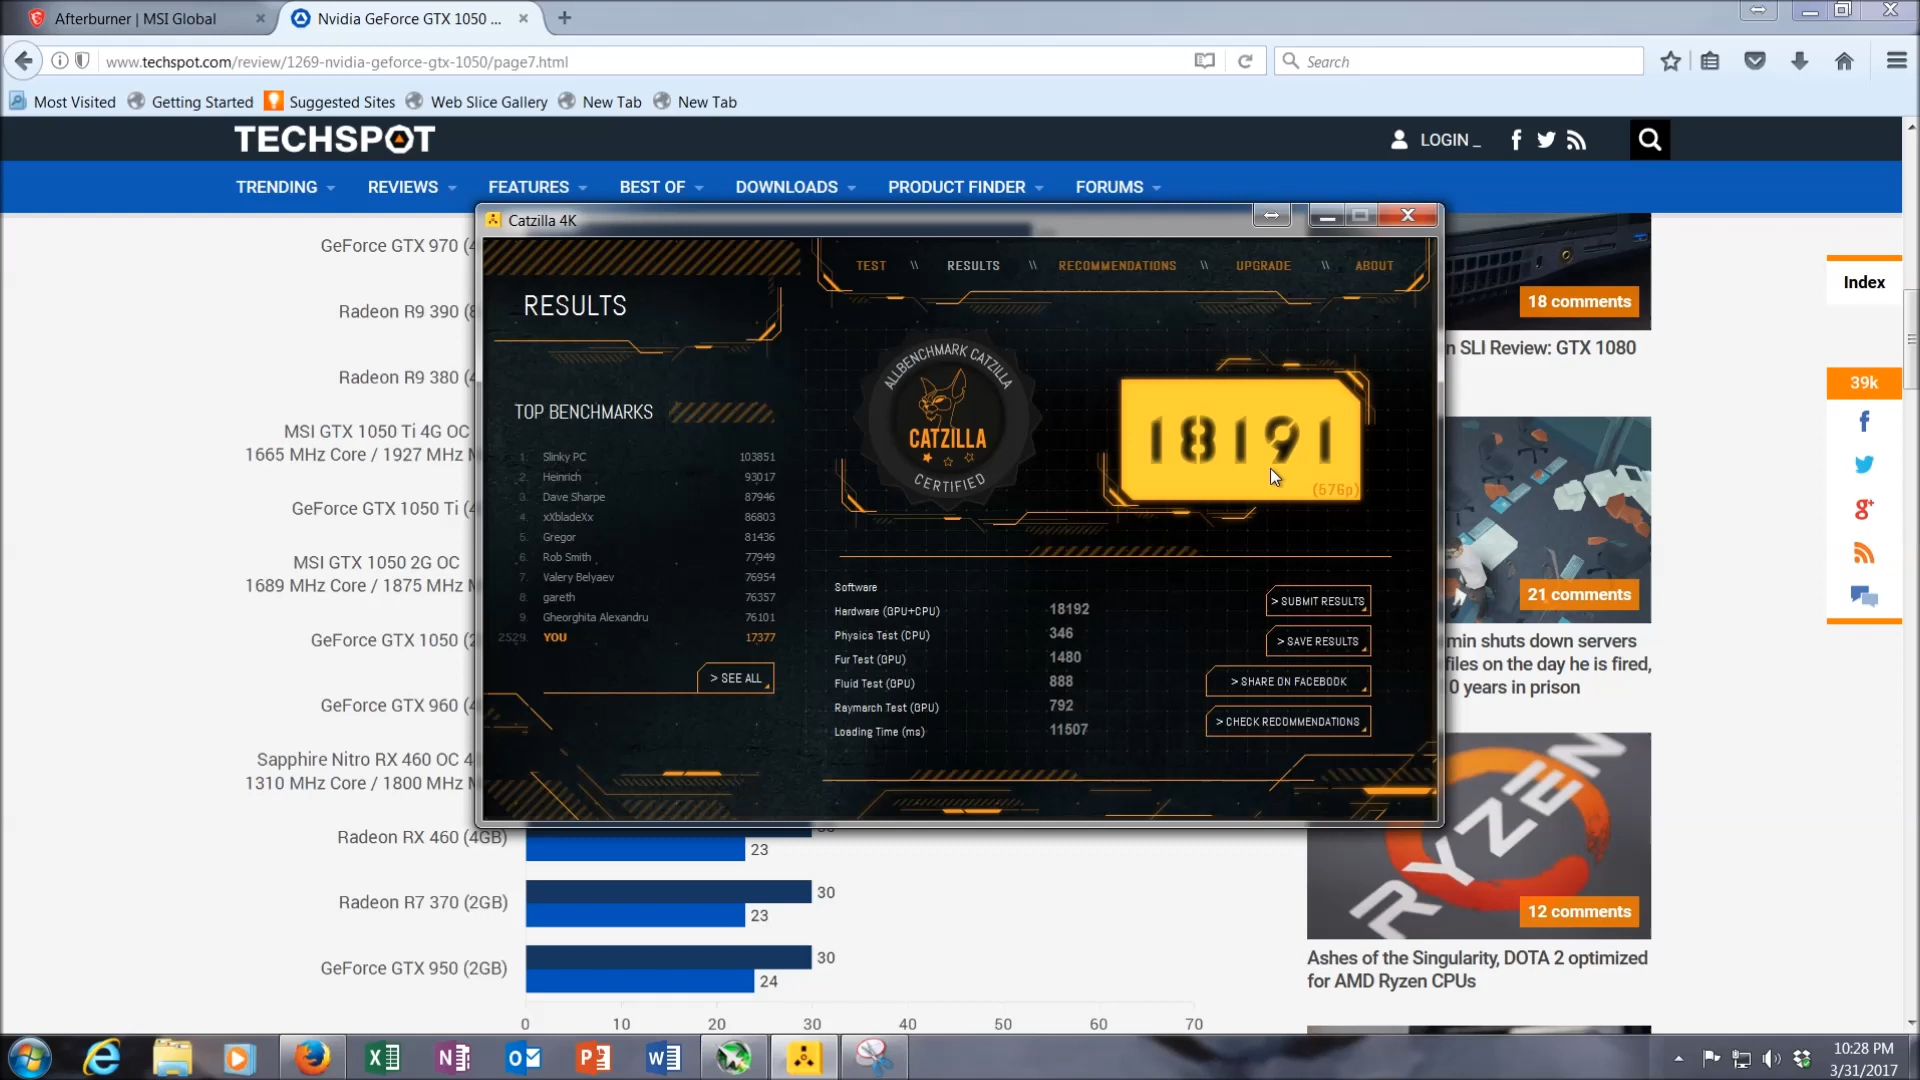 Afterburner | MSI Global
Nvidia GeForce GTX 1050 ...
www.techspot.com/review/1269-nvidia-geforce-gtx-1050/page7.html
Search
Most Visited
Getting Started
Suggested Sites
Web Slice Gallery
New Tab
New Tab
TECHSPOT
LOGIN _
TRENDING
REVIEWS
FEATURES
BEST OF
DOWNLOADS
PRODUCT FINDER
FORUMS
GeForce GTX 970 (4
Radeon R9 390 (8
Radeon R9 380 (4
MSI GTX 1050 Ti 4G OC
1665 MHz Core / 1927 MHz M
GeForce GTX 1050 Ti (4
MSI GTX 1050 2G OC
1689 MHz Core / 1875 MHz M
GeForce GTX 1050 (2
GeForce GTX 960 (4
Sapphire Nitro RX 460 OC 4
1310 MHz Core / 1800 MHz M
Radeon RX 460 (4GB)
23
Radeon R7 370 (2GB)
30
23
GeForce GTX 950 (2GB)
30
24
0 10 20 30 40 50 60 70
Catzilla 4K
TEST \\ RESULTS \\ RECOMMENDATIONS \\ UPGRADE \\ ABOUT
RESULTS
TOP BENCHMARKS
1. Slinky PC 103851
2. Heinrich 93017
3. Dave Sharpe 87946
4. xXbladeXx 86803
5. Gregor 81436
6. Rob Smith 77949
7. Valery Belyaev 76954
8. gareth 76357
9. Gheorghita Alexandru 76101
2529. YOU 17377
> SEE ALL
ALLBENCHMARK CATZILLA
CATZILLA
CERTIFIED
18191
(576p)
Software
Hardware (GPU+CPU) 18192
Physics Test (CPU) 346
Fur Test (GPU) 1480
Fluid Test (GPU) 888
Raymarch Test (GPU) 792
Loading Time (ms) 11507
> SUBMIT RESULTS
> SAVE RESULTS
> SHARE ON FACEBOOK
> CHECK RECOMMENDATIONS
18 comments
n SLI Review: GTX 1080
21 comments
min shuts down servers
files on the day he is fired,
0 years in prison
RYZEN
12 comments
Ashes of the Singularity, DOTA 2 optimized
for AMD Ryzen CPUs
Index
39k
10:28 PM
3/31/2017